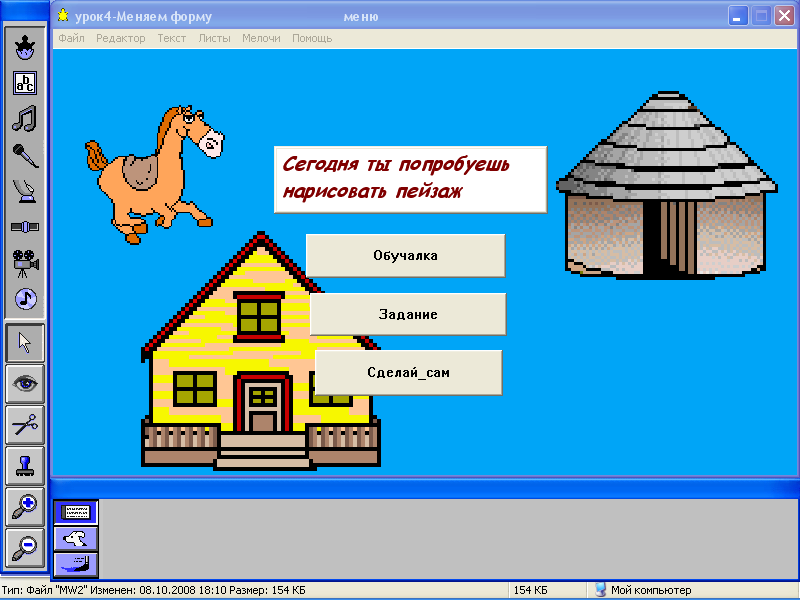 урок4-Меняем форму меню
Файл Редактор Текст Листы Мелочи Помощь
a b c
Сегодня ты попробуешь
нарисовать пейзаж
Обучалка
Задание
Сделай_сам
Тип: Файл "MW2" Изменен: 08.10.2008 18:10 Размер: 154 КБ 154 КБ Мой компьютер